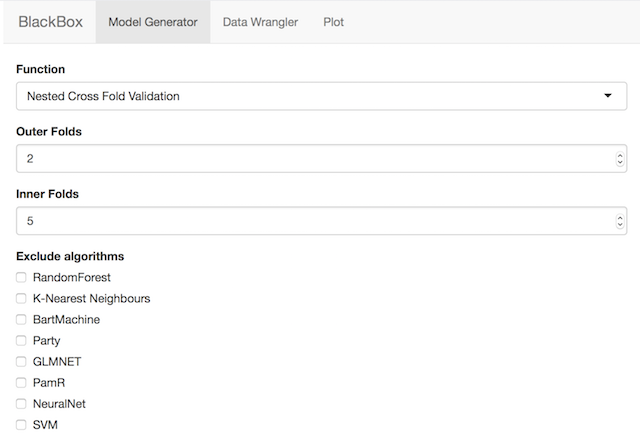 BlackBox Model Generator Data Wrangler Plot
Function
Nested Cross Fold Validation
Outer Folds
2
Inner Folds
5
Exclude algorithms
RandomForest
K-Nearest Neighbours
BartMachine
Party
GLMNET
PamR
NeuralNet
SVM